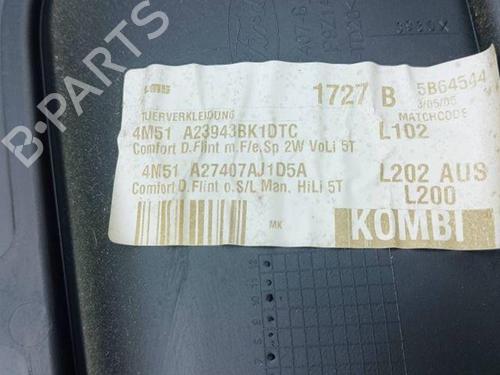 3930X
1727 B 5B64544
TUERVERKLEIDUNG
3/05/05
MATCHCODE
4M51 A23943BK1DTC L102
Comfort D.Flint m.F/e.Sp 2W VoLi 5T
4M51 A27407AJ1D5A L202 AUS
Comfort D.Flint o.S/L Man. HiLi 5T L200
MK
KOMBI
B-PARTS